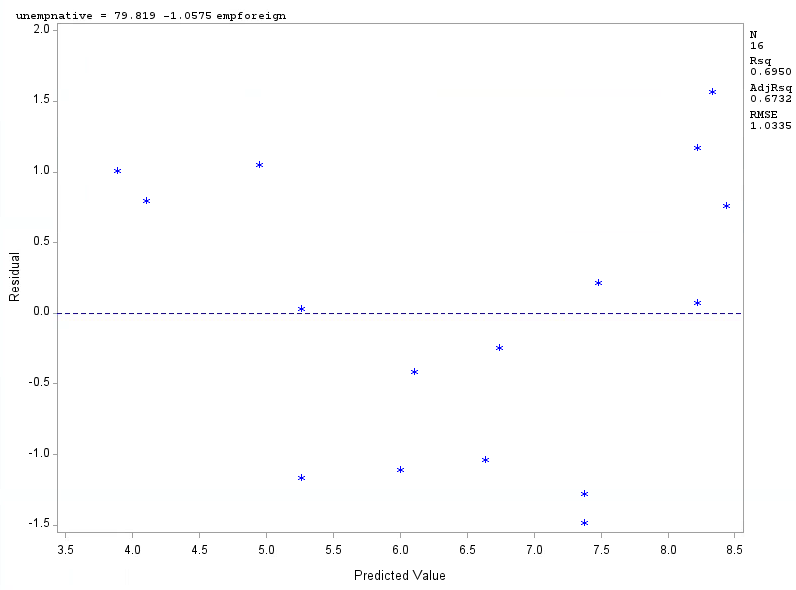 unempnative = 79.819 -1.0575 empforeign
N
16
Rsq
0.6950
AdjRsq
0.6732
RMSE
1.0335
2.0
1.5
1.0
0.5
0.0
-0.5
-1.0
-1.5
Residual
3.5 4.0 4.5 5.0 5.5 6.0 6.5 7.0 7.5 8.0 8.5
Predicted Value